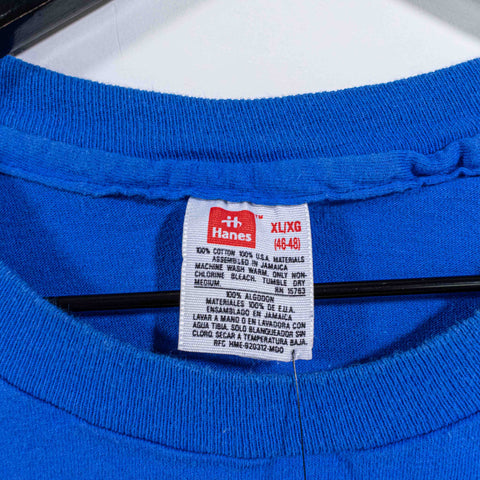 Hanes ™
XL/XG
(46-48)
100% COTTON 100% U.S.A. MATERIALS
ASSEMBLED IN JAMAICA
MACHINE WASH WARM. ONLY NON-
CHLORINE BLEACH. TUMBLE DRY
MEDIUM. RN 15763
100% ALGODON
MATERIALES 100% DE E.U.A.
ENSAMBLADO EN JAMAICA
LAVAR A MANO O EN LAVADORA CON
AGUA TIBIA. SOLO BLANQUEADOR SIN
CLORO. SECAR A TEMPERATURA BAJA.
RFC HME-920312-MD0